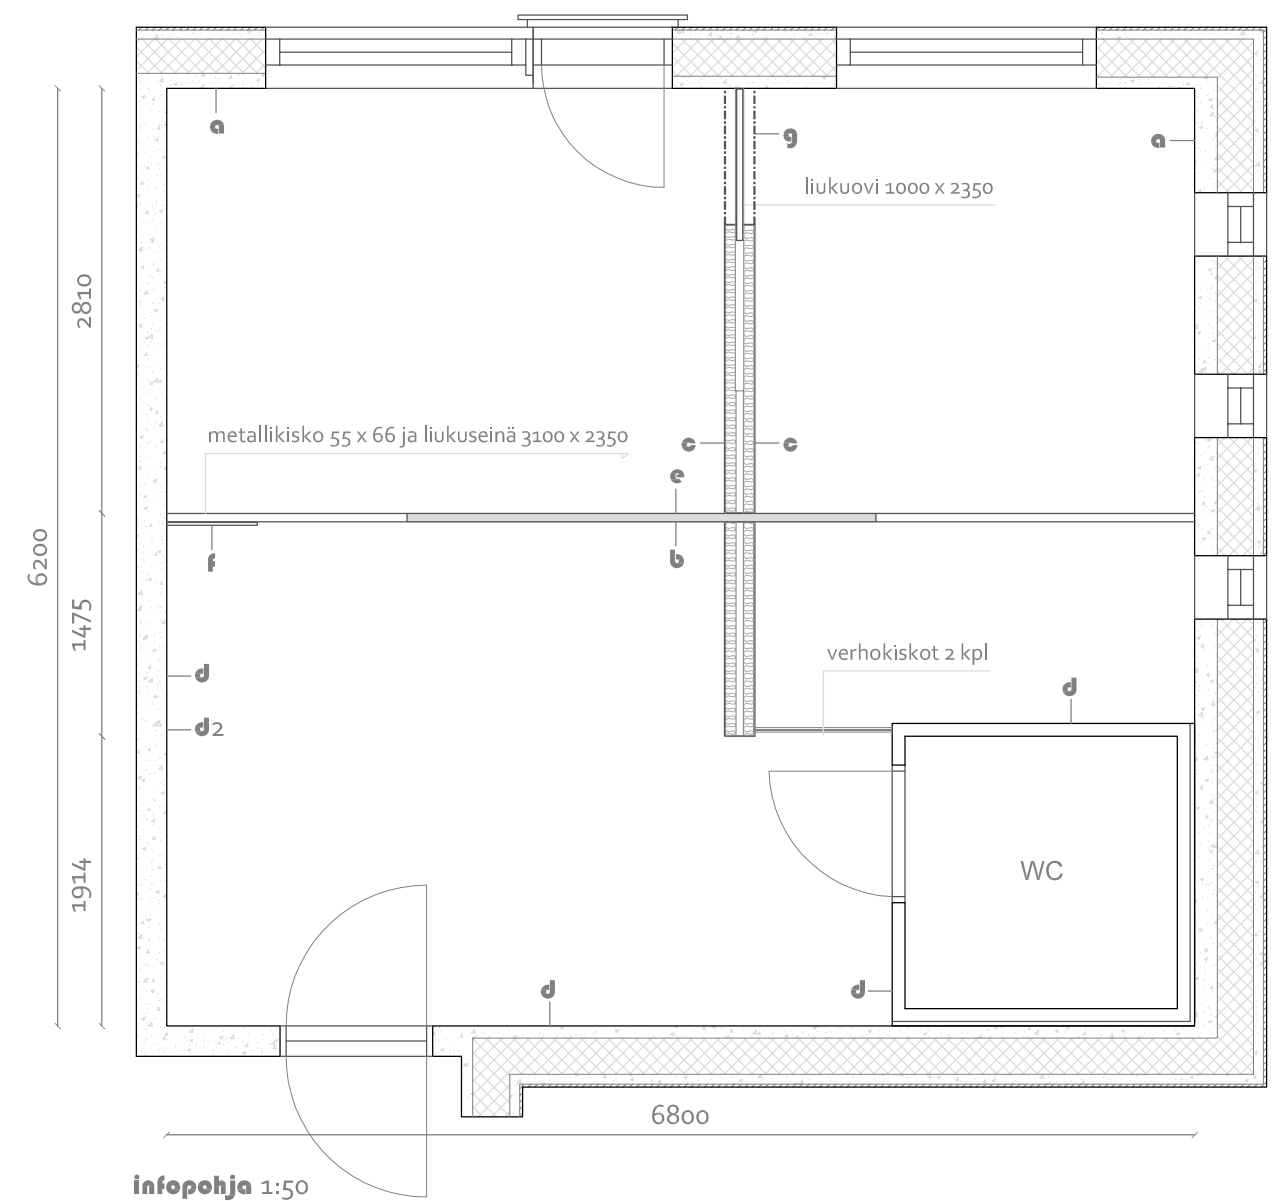 a
g
a
liukuovi 1000 x 2350
2810
metallikisko 55 x 66 ja liukuseinä 3100 x 2350
c
c
e
6200
f
b
1475
verhokiskot 2 kpl
d
d
d2
1914
WC
d
d
6800
infopohja 1:50